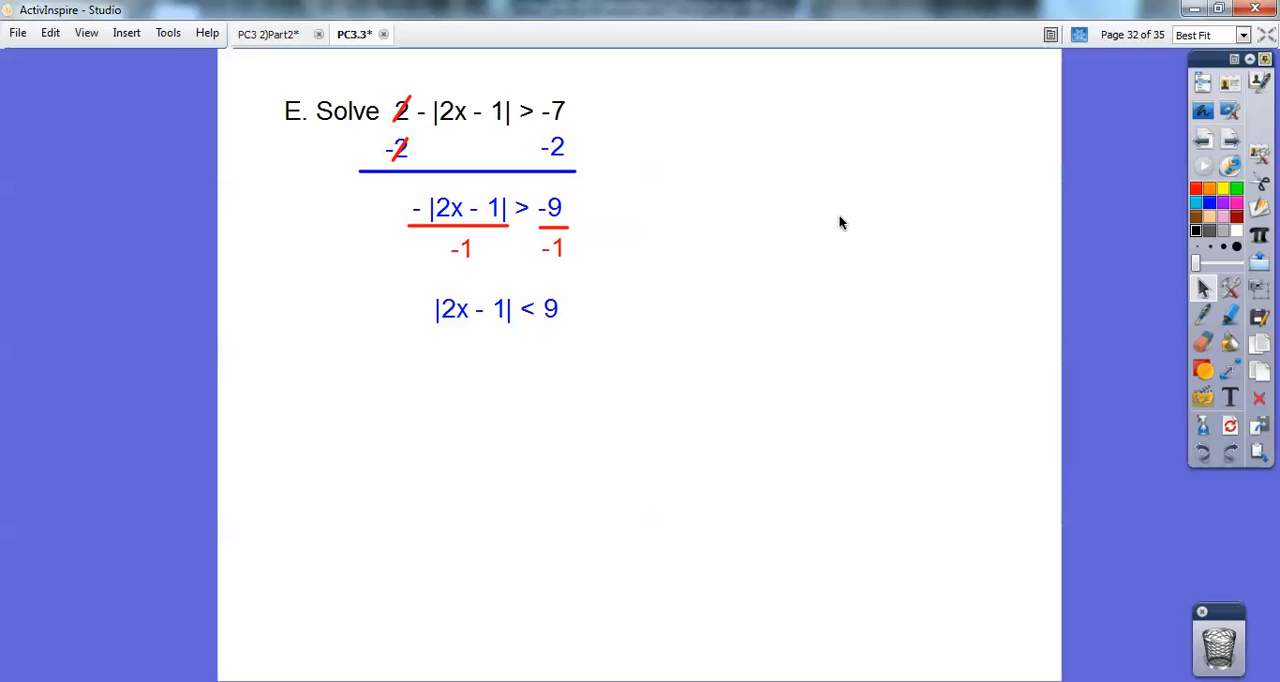 ActivInspire - Studio
File Edit View Insert Tools Help PC3 2)Part2* PC3.3* Page 32 of 35 Best Fit
E. Solve 2 - |2x - 1| > -7
-2 -2
- |2x - 1| > -9
-1 -1
|2x - 1| < 9